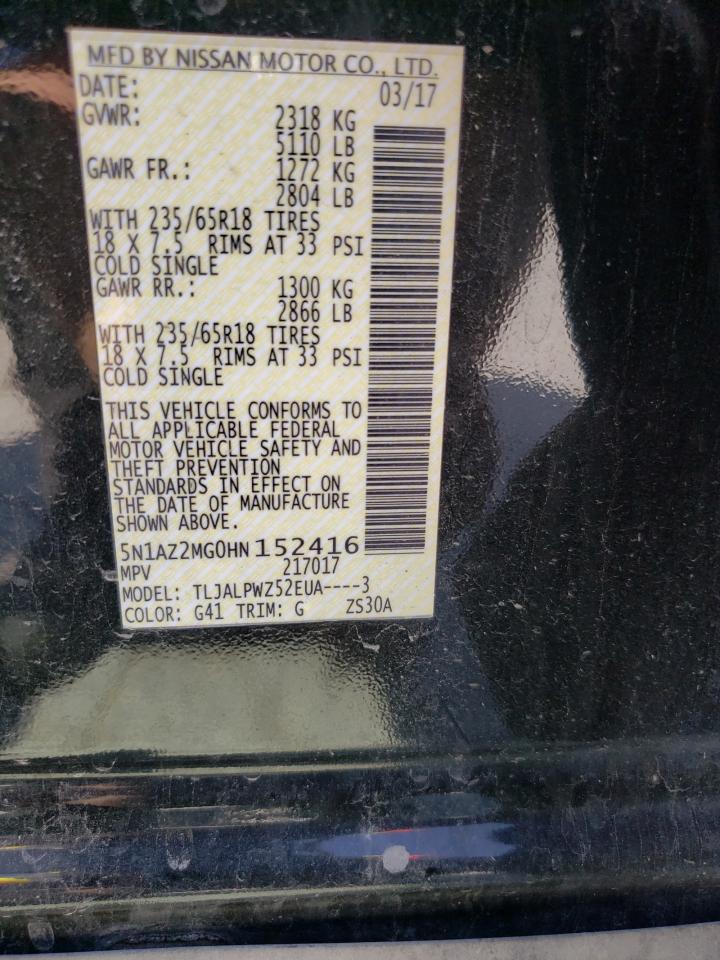 MFD BY NISSAN MOTOR CO., LTD.
DATE: 03/17
GVWR: 2318 KG
5110 LB
GAWR FR.: 1272 KG
2804 LB
WITH 235/65R18 TIRES
18 X 7.5 RIMS AT 33 PSI
COLD SINGLE
GAWR RR.: 1300 KG
2866 LB
WITH 235/65R18 TIRES
18 X 7.5 RIMS AT 33 PSI
COLD SINGLE
THIS VEHICLE CONFORMS TO
ALL APPLICABLE FEDERAL
MOTOR VEHICLE SAFETY AND
THEFT PREVENTION
STANDARDS IN EFFECT ON
THE DATE OF MANUFACTURE
SHOWN ABOVE.
5N1AZ2MG0HN152416
MPV 217017
MODEL: TLJALPWZ52EUA----3
COLOR: G41 TRIM: G ZS30A